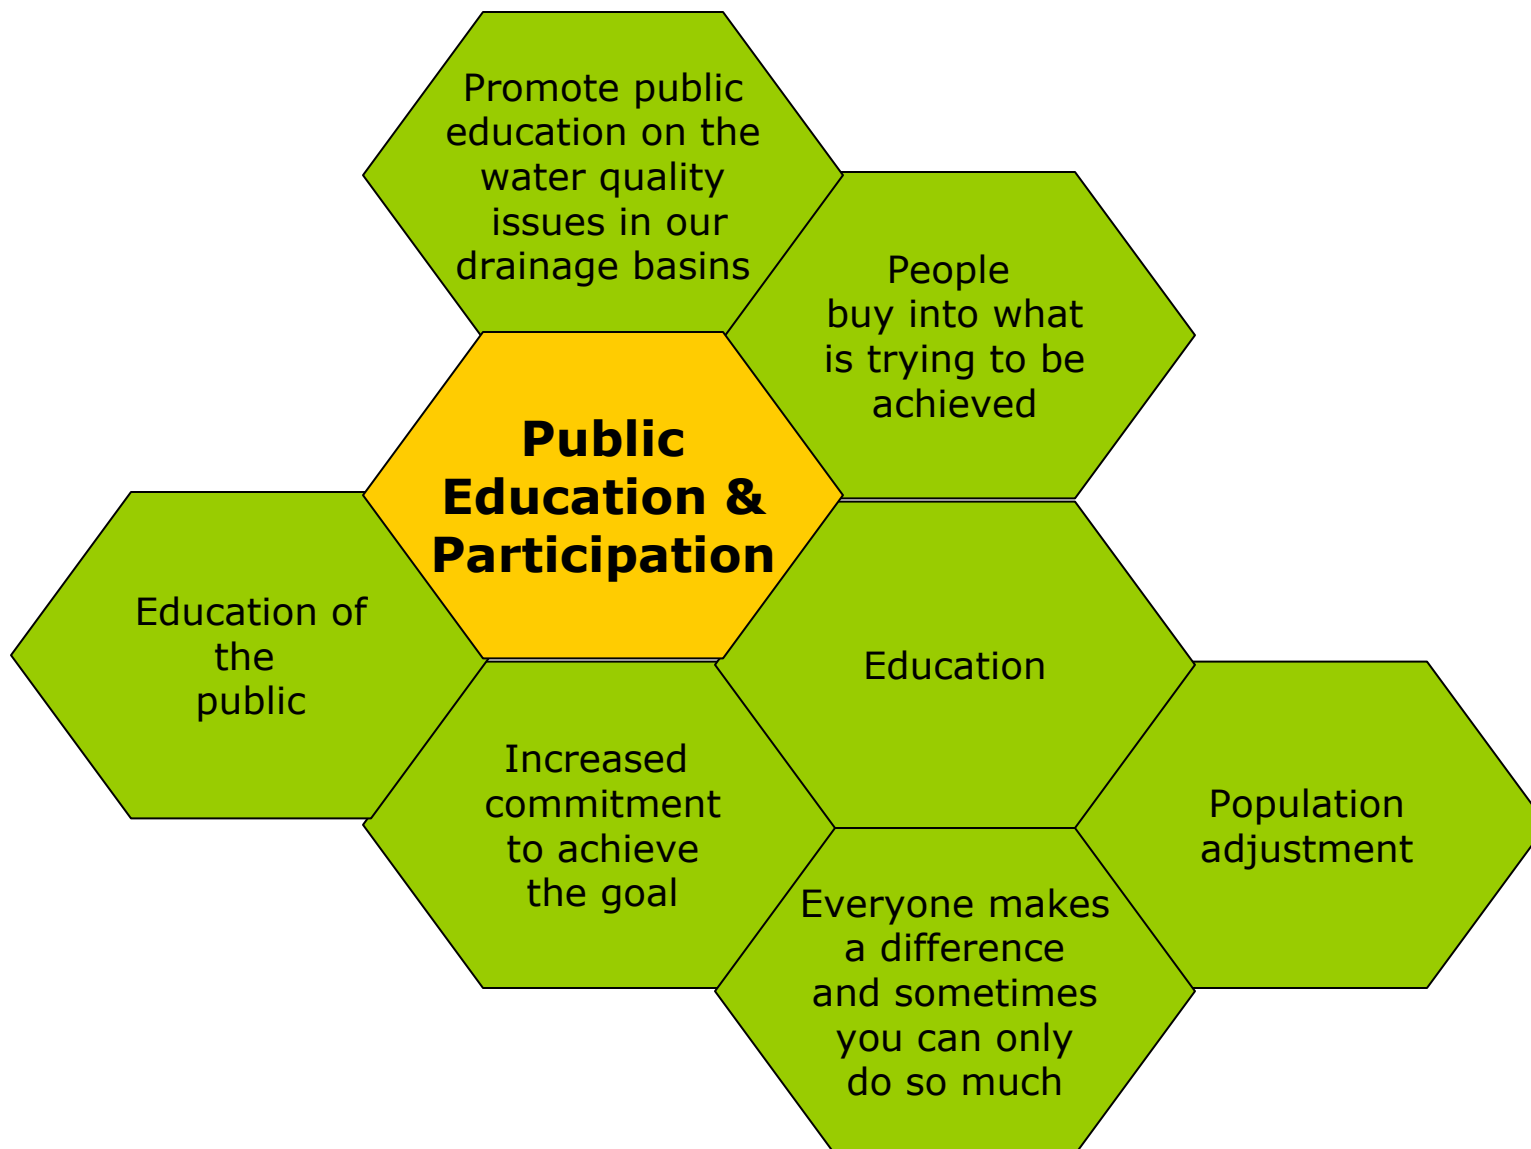 Promote public
education on the
water quality
issues in our
drainage basins
People
buy into what
is trying to be
achieved
Public
Education &
Participation
Education of
the
public
Education
Increased
commitment
to achieve
the goal
Population
adjustment
Everyone makes
a difference
and sometimes
you can only
do so much